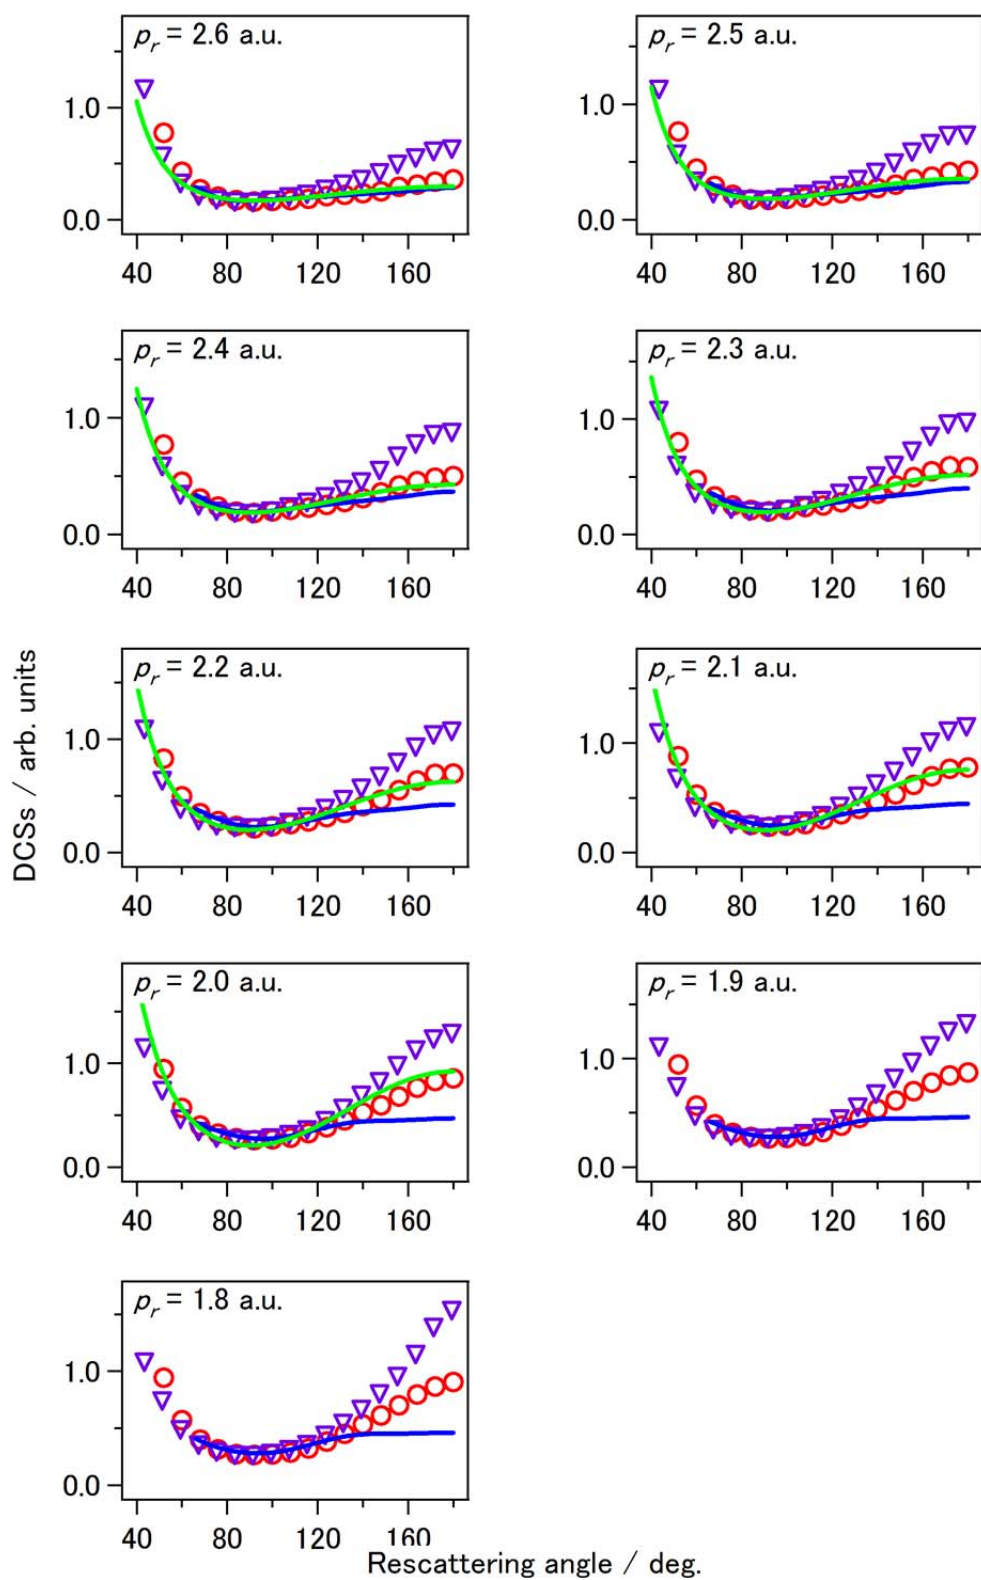 p_r = 2.6 a.u.
1.0
0.0
40 80 120 160
p_r = 2.5 a.u.
1.0
0.0
40 80 120 160
p_r = 2.4 a.u.
1.0
0.0
40 80 120 160
p_r = 2.3 a.u.
1.0
0.0
40 80 120 160
DCSs / arb. units
p_r = 2.2 a.u.
1.0
0.0
40 80 120 160
p_r = 2.1 a.u.
1.0
0.0
40 80 120 160
p_r = 2.0 a.u.
1.0
0.0
40 80 120 160
p_r = 1.9 a.u.
1.0
0.0
40 80 120 160
p_r = 1.8 a.u.
1.0
0.0
40 80 120 160
Rescattering angle / deg.